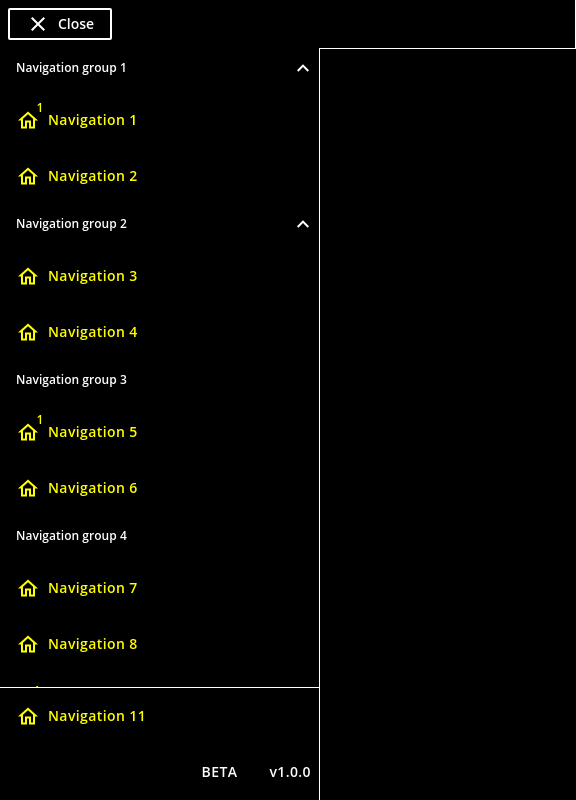 Close
Navigation group 1
1
Navigation 1
Navigation 2
Navigation group 2
Navigation 3
Navigation 4
Navigation group 3
1
Navigation 5
Navigation 6
Navigation group 4
Navigation 7
Navigation 8
Navigation 11
BETA v1.0.0